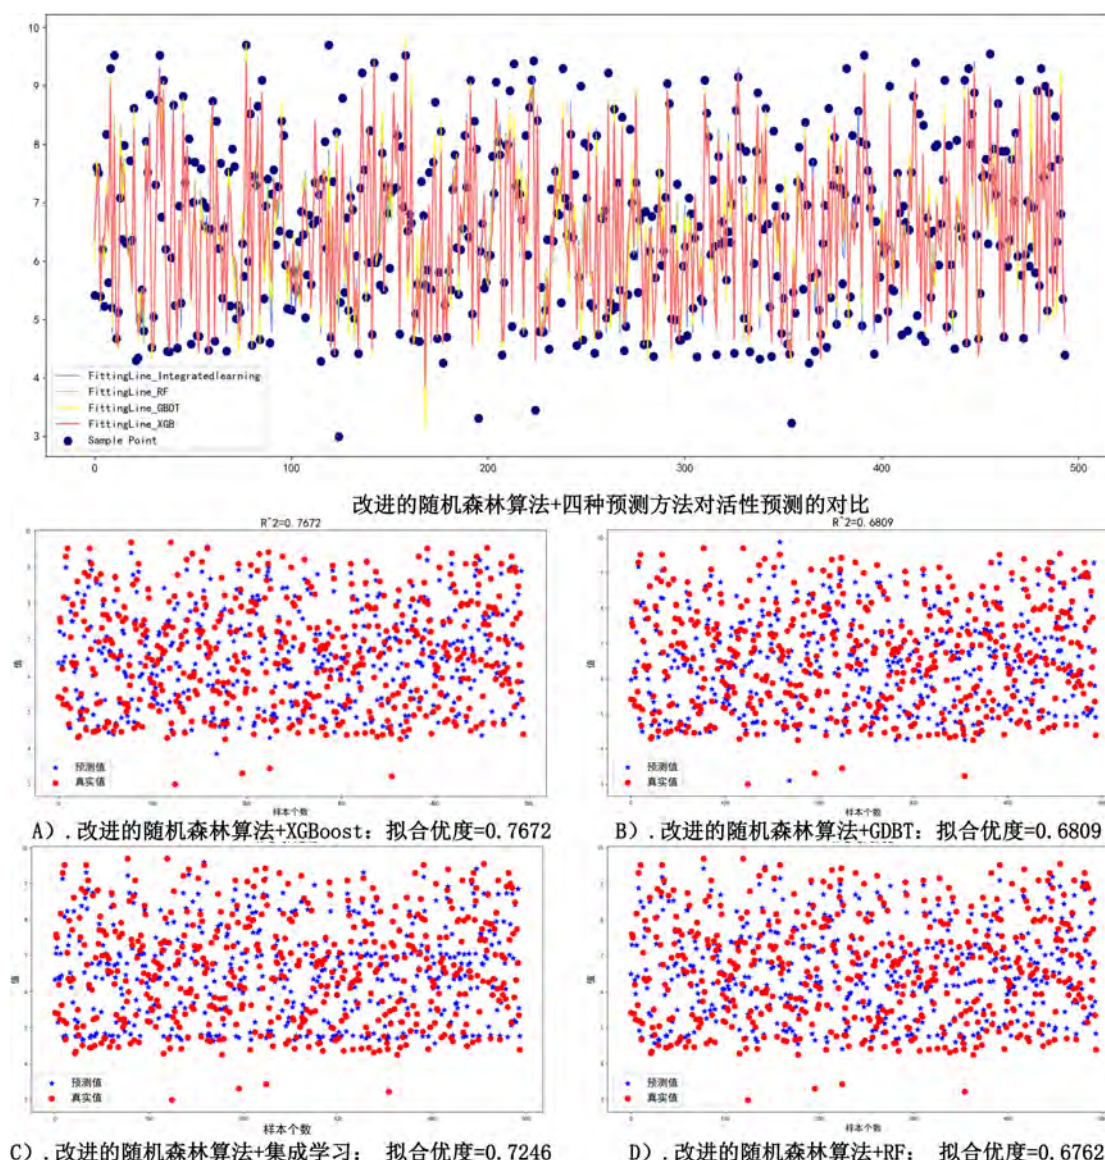 10
9
8
7
6
5
4
3
FittingLine_Integratedlearning
FittingLine_RF
FittingLine_GBDT
FittingLine_XGB
Sample Point
0 100 200 300 400 500
改进的随机森林算法+四种预测方法对活性预测的对比
R^2=0.7672
R^2=0.6809
值
预测值
真实值
样本个数
值
预测值
真实值
样本个数
A).改进的随机森林算法+XGBoost: 拟合优度=0.7672
B).改进的随机森林算法+GDBT: 拟合优度=0.6809
值
预测值
真实值
样本个数
值
预测值
真实值
样本个数
C).改进的随机森林算法+集成学习: 拟合优度=0.7246
D).改进的随机森林算法+RF: 拟合优度=0.6762